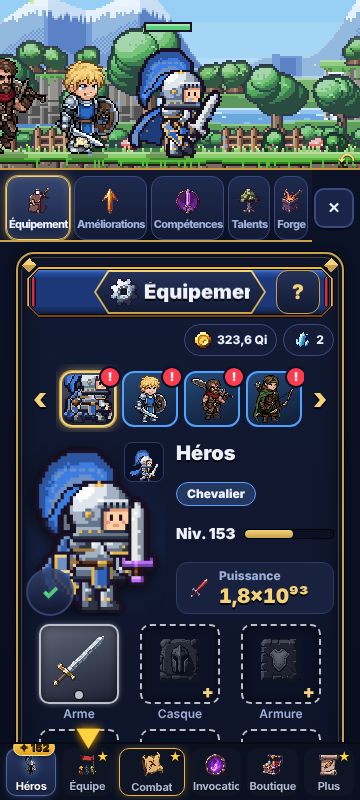 Équipement
Améliorations
Compétences
Talents
Forge
×
Équipemer
?
323,6 Qi
2
!
!
!
!
Héros
Chevalier
Niv. 153
Puissance
1,8×10⁹³
Arme
Casque
+
Armure
+
152
Héros
Équipe
Combat
Invocatic
Boutique
Plus